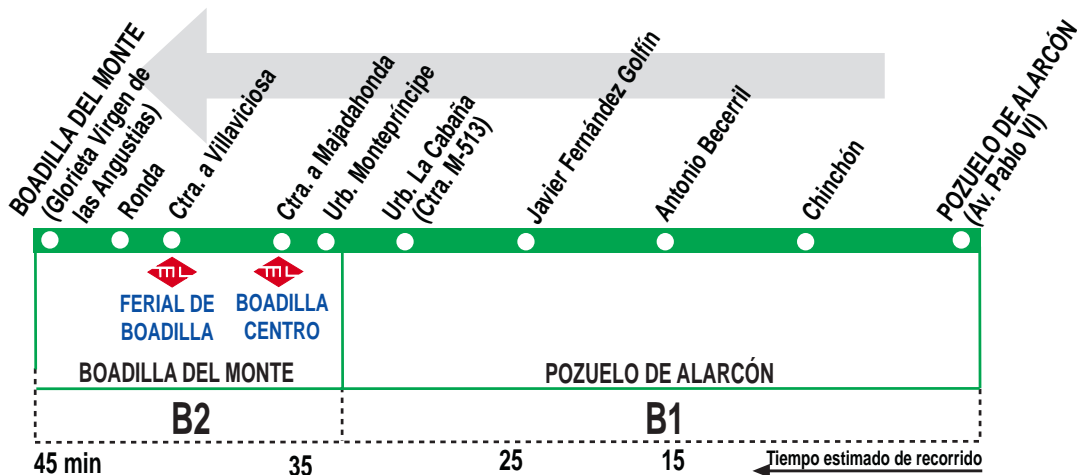 BOADILLA DEL MONTE
(Glorieta Virgen de
las Angustias)
Ronda
Ctra. a Villaviciosa
Ctra. a Majadahonda
Urb. Montepríncipe
Urb. La Cabaña
(Ctra. M-513)
Javier Fernández Golfín
Antonio Becerril
Chinchón
POZUELO DE ALARCÓN
(Av. Pablo VI)
ML
FERIAL DE
BOADILLA
ML
BOADILLA
CENTRO
BOADILLA DEL MONTE
POZUELO DE ALARCÓN
B2
B1
45 min
35
25
15
Tiempo estimado de recorrido